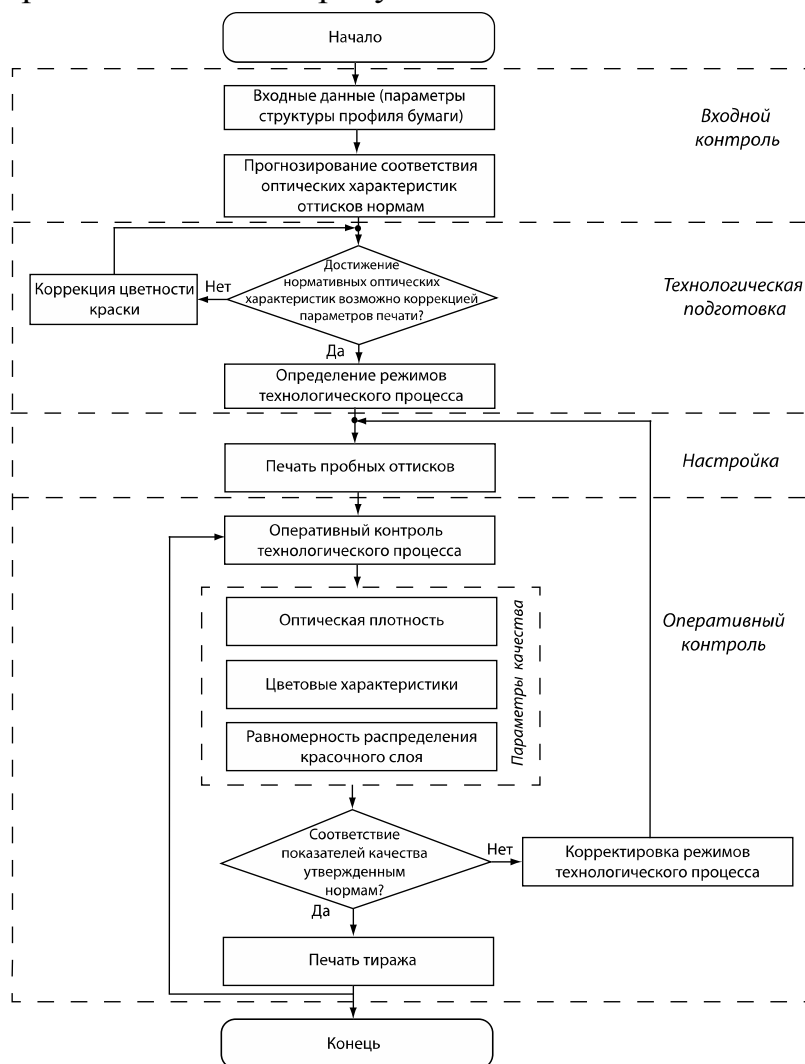 Начало
Входные данные (параметры
структуры профиля бумаги)
Входной
контроль
Прогнозирование соответствия
оптических характеристик
оттисков нормам
Достижение
нормативных оптических
характеристик возможно коррекцией
параметров печати?
Нет
Коррекция цветности
краски
Технологическая
подготовка
Да
Определение режимов
технологического процесса
Печать пробных оттисков
Настройка
Оперативный контроль
технологического процесса
Оптическая плотность
Цветовые характеристики
Равномерность распределения
красочного слоя
Параметры качества
Оперативный
контроль
Соответствие
показателей качества
утвержденным
нормам?
Нет
Корректировка режимов
технологического процесса
Да
Печать тиража
Конець